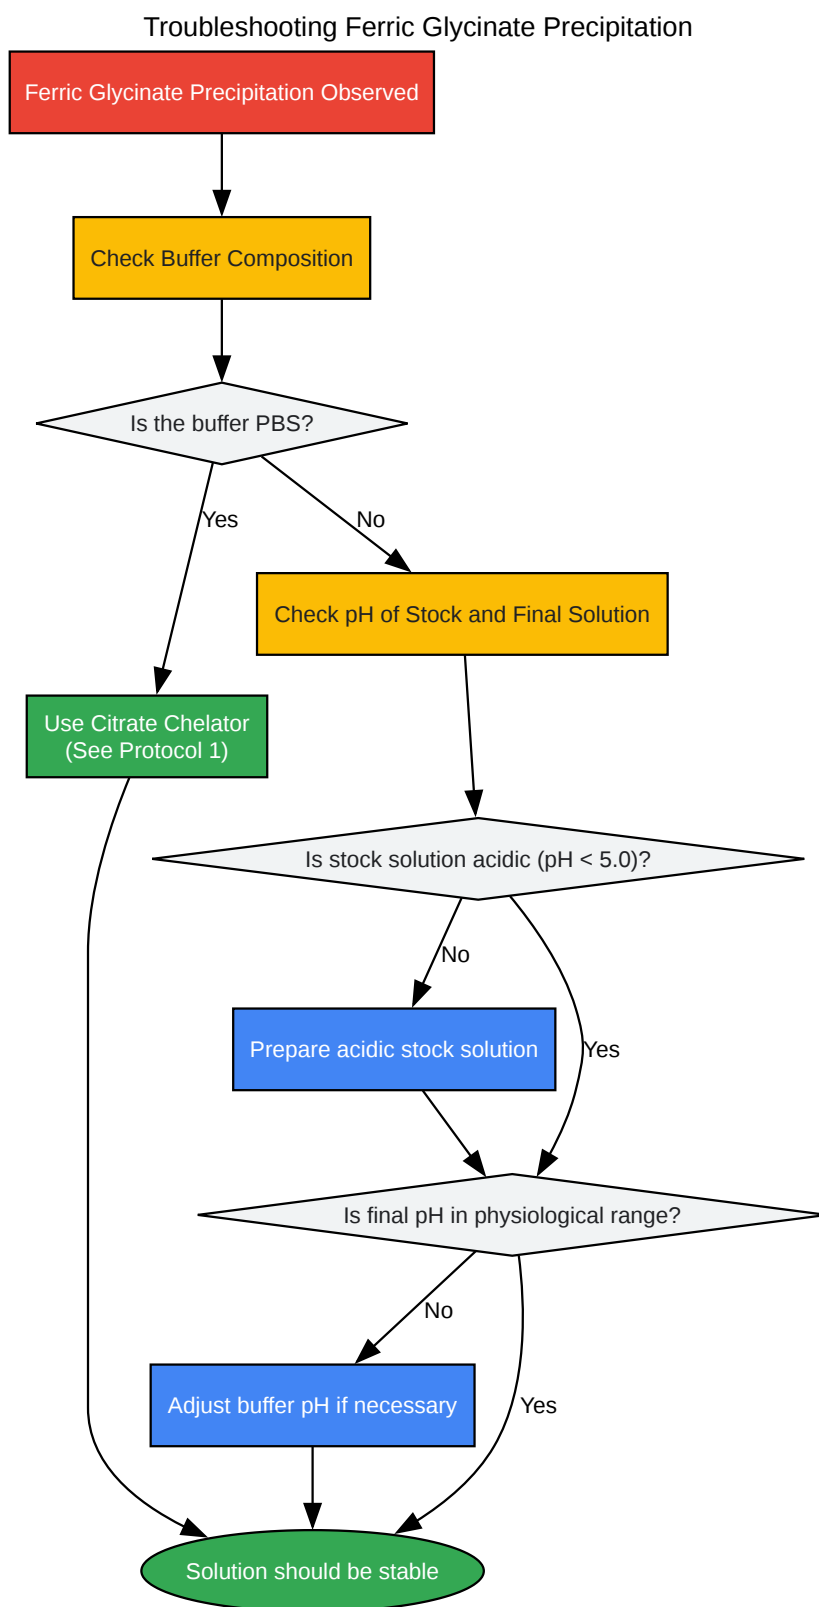 Troubleshooting Ferric Glycinate Precipitation
Ferric Glycinate Precipitation Observed
Check Buffer Composition
Is the buffer PBS?
Yes
No
Check pH of Stock and Final Solution
Use Citrate Chelator
(See Protocol 1)
Is stock solution acidic (pH < 5.0)?
No
Prepare acidic stock solution
Yes
Is final pH in physiological range?
No
Adjust buffer pH if necessary
Yes
Solution should be stable